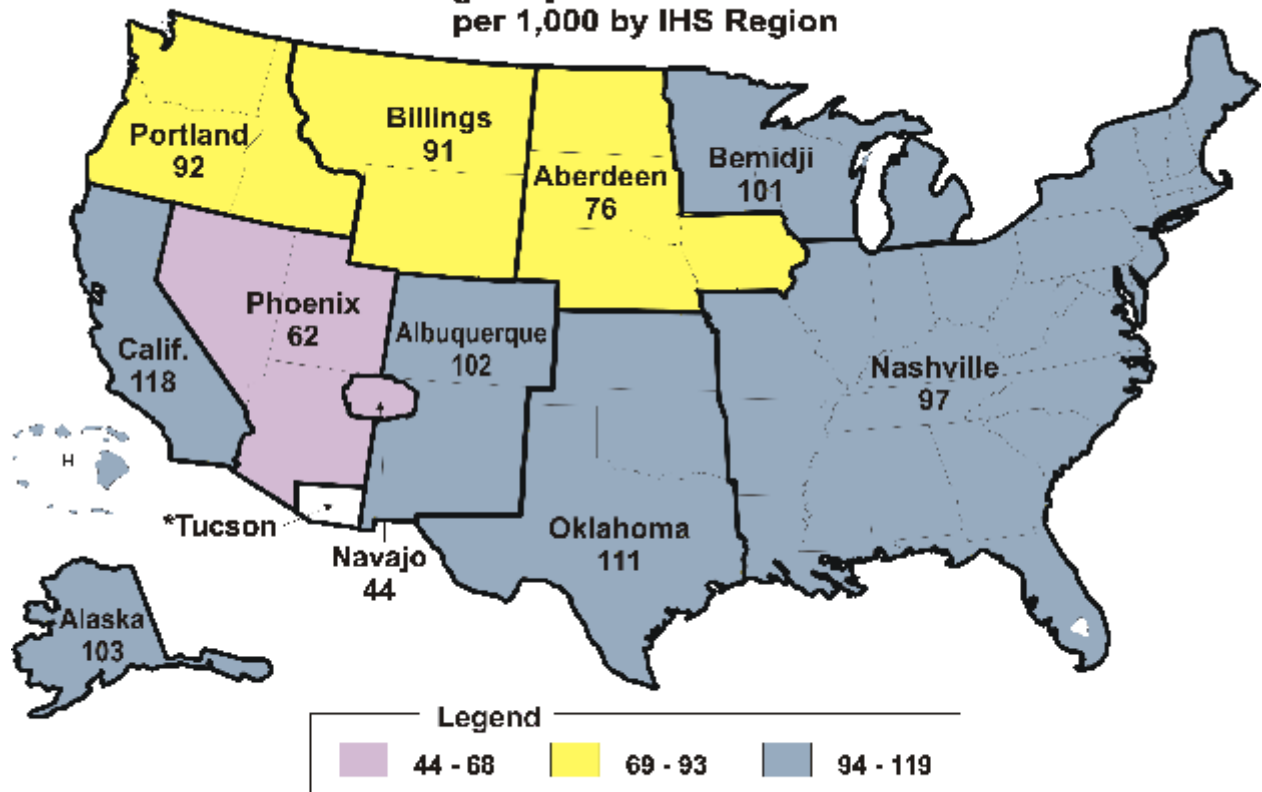 per 1,000 by IHS Region
Portland
92
Billings
91
Aberdeen
76
Bemidji
101
Phoenix
62
Albuquerque
102
Calif.
118
Nashville
97
H
*Tucson
Navajo
44
Oklahoma
111
Alaska
103
Legend
44 - 68
69 - 93
94 - 119